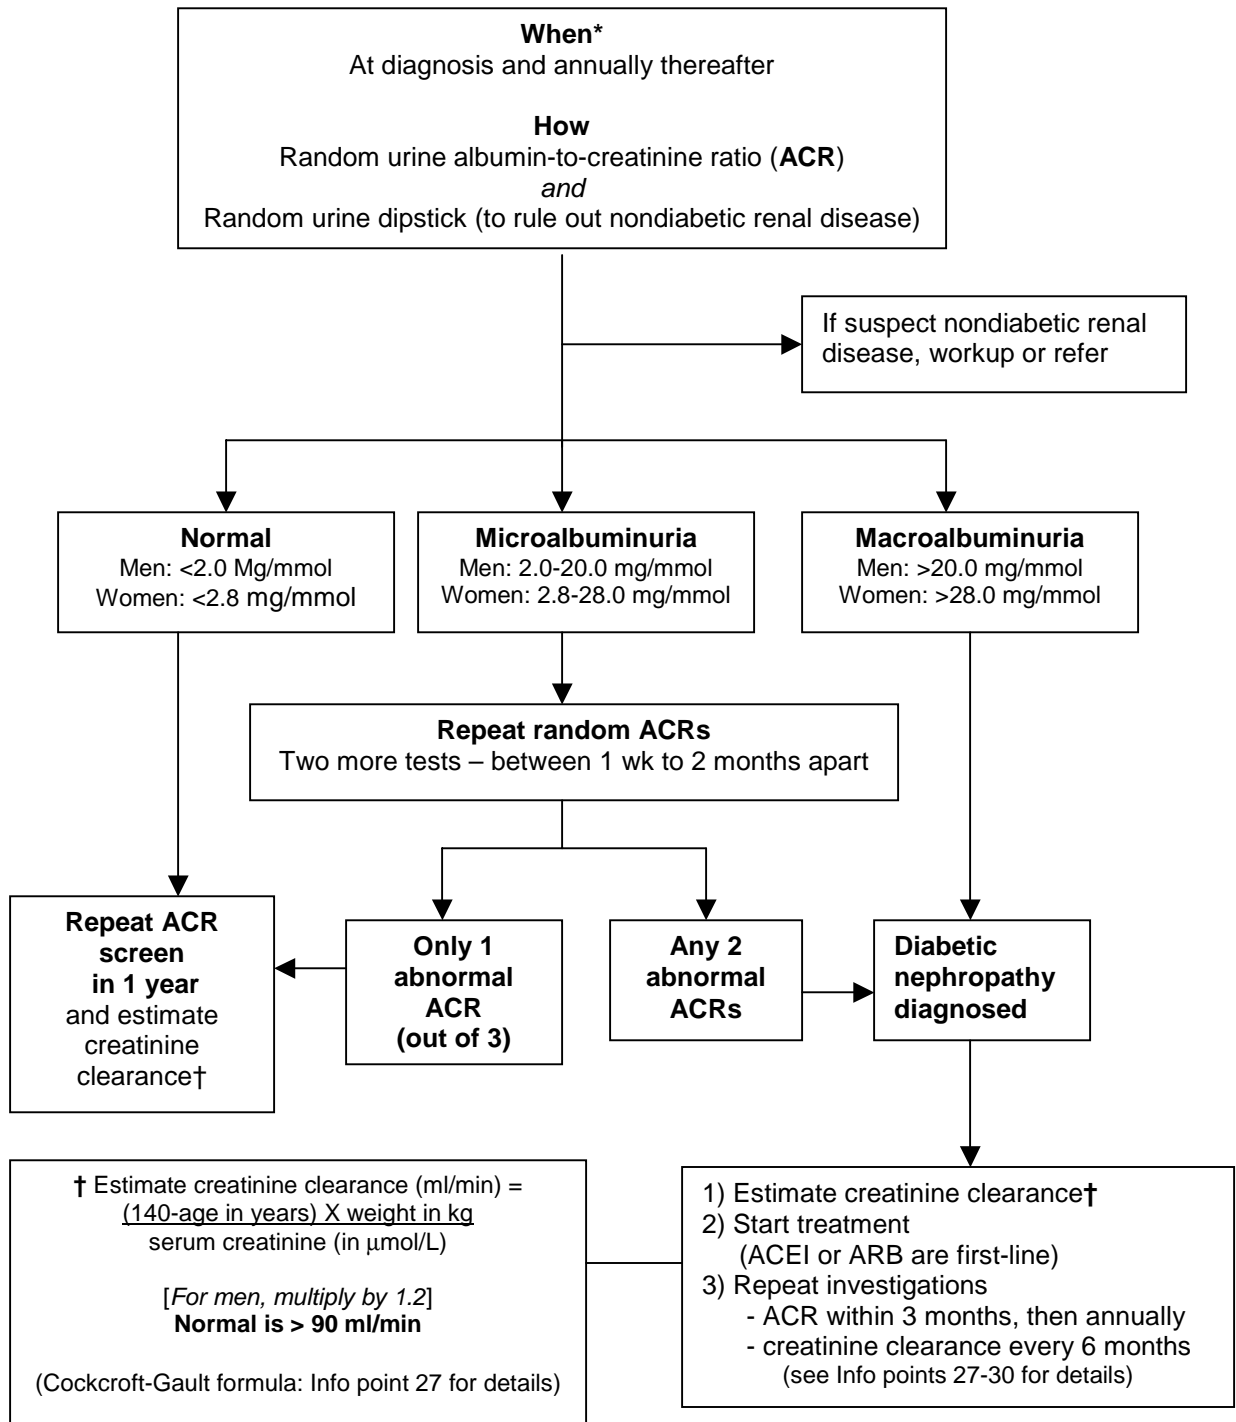 When*
At diagnosis and annually thereafter
How
Random urine albumin-to-creatinine ratio (ACR)
and
Random urine dipstick (to rule out nondiabetic renal disease)
If suspect nondiabetic renal
disease, workup or refer
Normal
Men: <2.0 Mg/mmol
Women: <2.8 mg/mmol
Microalbuminuria
Men: 2.0-20.0 mg/mmol
Women: 2.8-28.0 mg/mmol
Macroalbuminuria
Men: >20.0 mg/mmol
Women: >28.0 mg/mmol
Repeat random ACRs
Two more tests – between 1 wk to 2 months apart
Repeat ACR
screen
in 1 year
and estimate
creatinine
clearance†
Only 1
abnormal
ACR
(out of 3)
Any 2
abnormal
ACRs
Diabetic
nephropathy
diagnosed
† Estimate creatinine clearance (ml/min) =
(140-age in years) X weight in kg
serum creatinine (in μmol/L)
[For men, multiply by 1.2]
Normal is > 90 ml/min
(Cockcroft-Gault formula: Info point 27 for details)
1) Estimate creatinine clearance†
2) Start treatment
(ACEI or ARB are first-line)
3) Repeat investigations
- ACR within 3 months, then annually
- creatinine clearance every 6 months
(see Info points 27-30 for details)